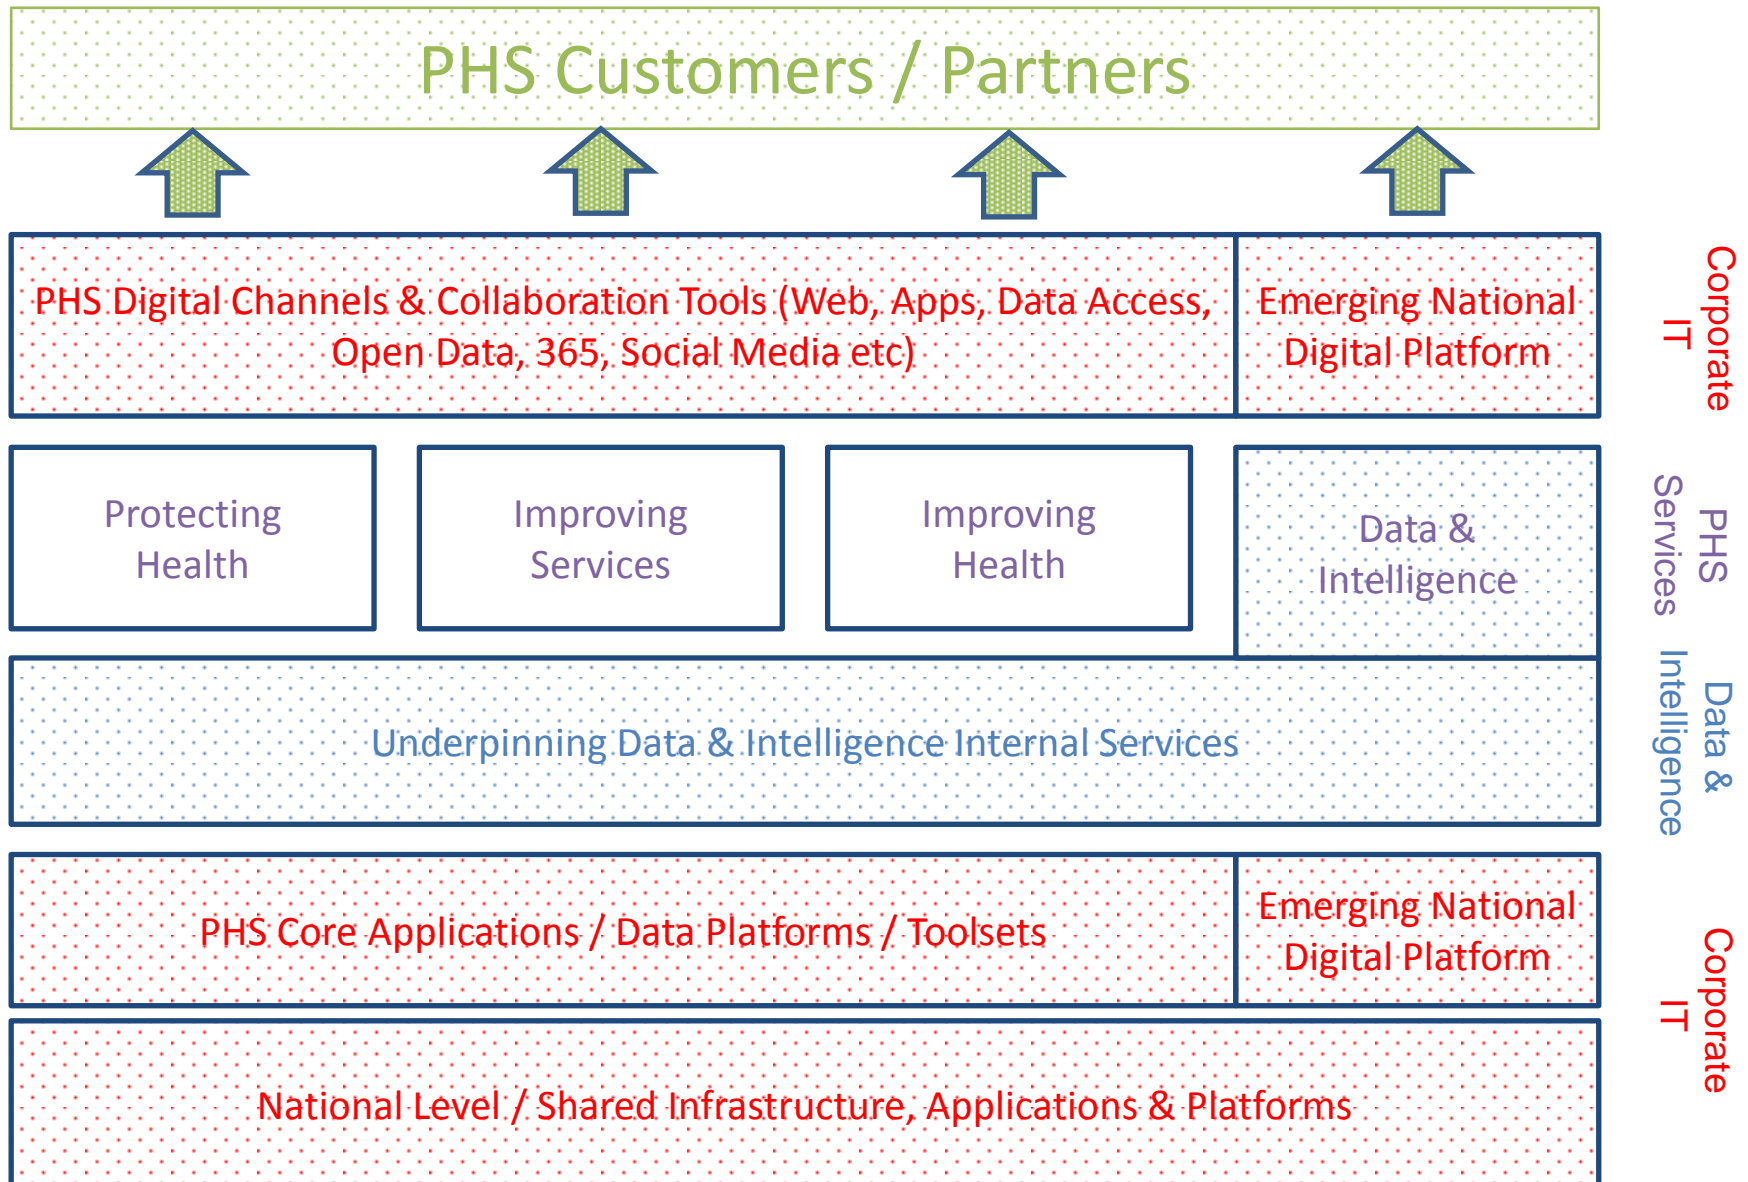 PHS Customers / Partners
PHS Digital Channels & Collaboration Tools (Web, Apps, Data Access,
Open Data, 365, Social Media etc)
Emerging National
Digital Platform
Corporate
IT
Protecting
Health
Improving
Services
Improving
Health
Data &
Intelligence
PHS
Services
Underpinning Data & Intelligence Internal Services
Data &
Intelligence
PHS Core Applications / Data Platforms / Toolsets
Emerging National
Digital Platform
Corporate
IT
National Level / Shared Infrastructure, Applications & Platforms